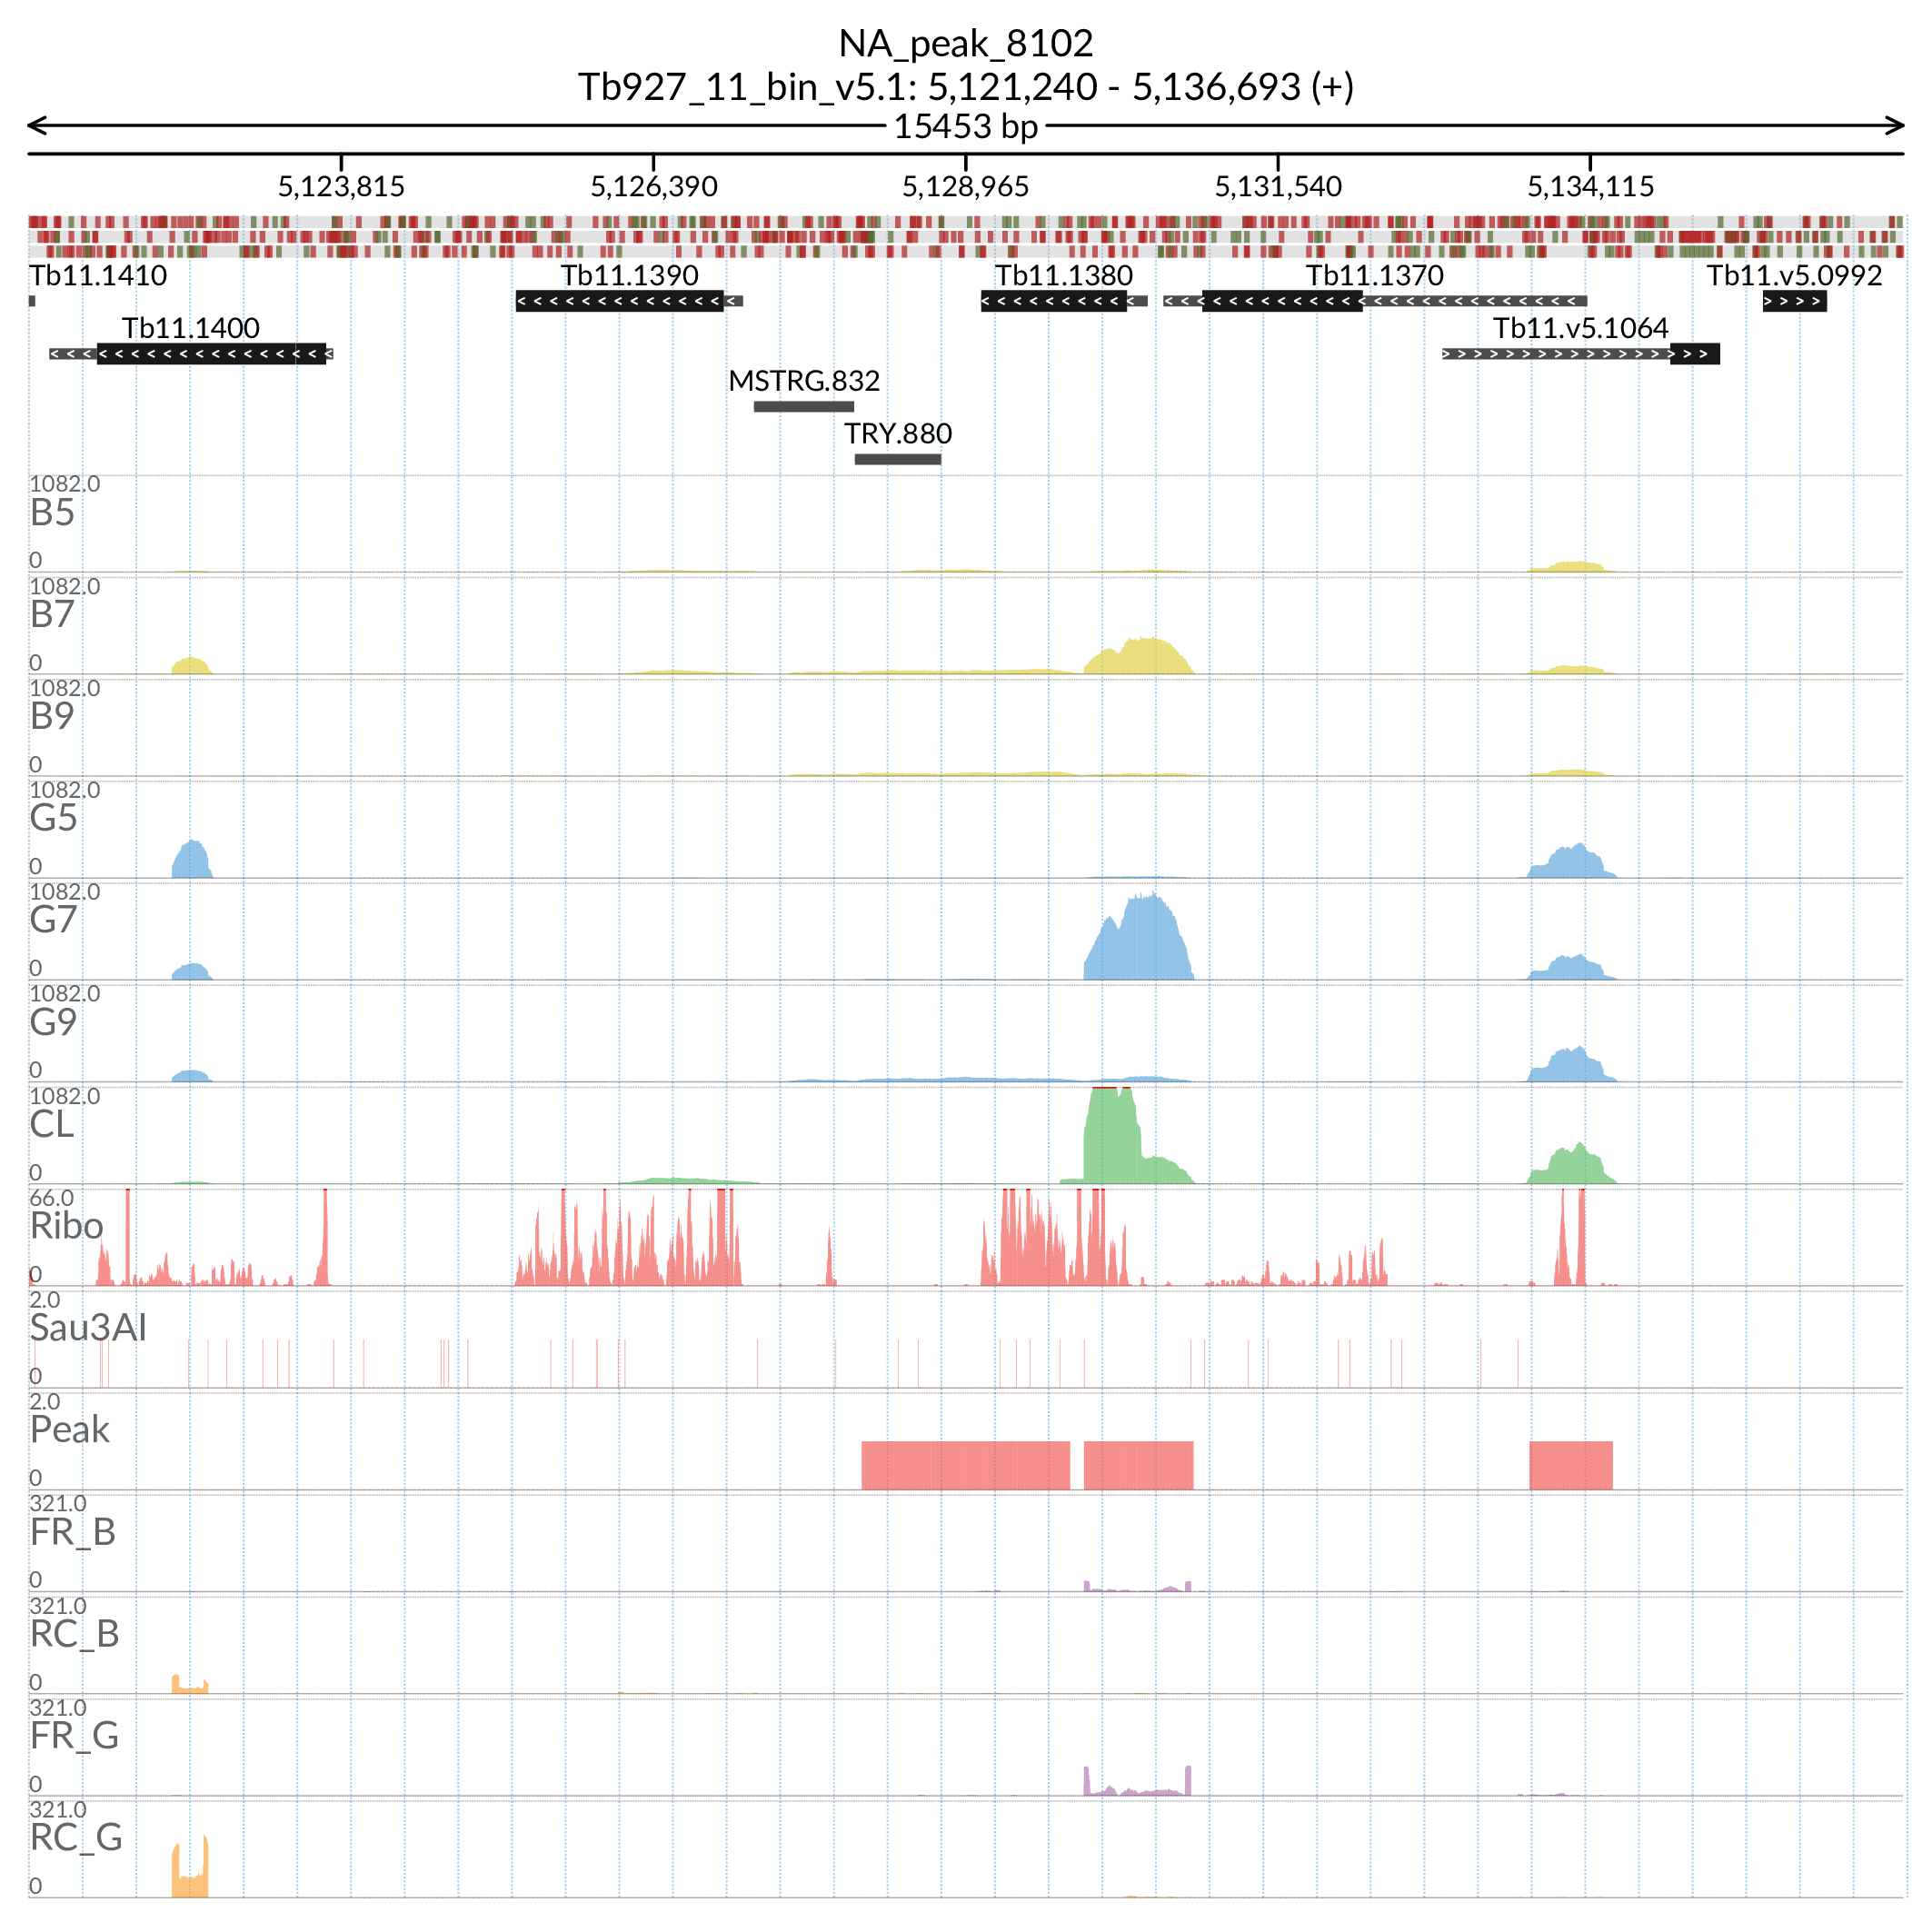 NA_peak_8102
Tb927_11_bin_v5.1: 5,121,240 - 5,136,693 (+)
15453 bp
5,123,815 5,126,390 5,128,965 5,131,540 5,134,115
Tb11.1410 Tb11.1390 Tb11.1380 Tb11.1370 Tb11.v5.0992
Tb11.1400 Tb11.v5.1064
MSTRG.832
TRY.880
1082.0
B5
0
1082.0
B7
0
1082.0
B9
0
1082.0
G5
0
1082.0
G7
0
1082.0
G9
0
1082.0
CL
0
66.0
Ribo
0
2.0
Sau3AI
0
2.0
Peak
0
321.0
FR_B
0
321.0
RC_B
0
321.0
FR_G
0
321.0
RC_G
0